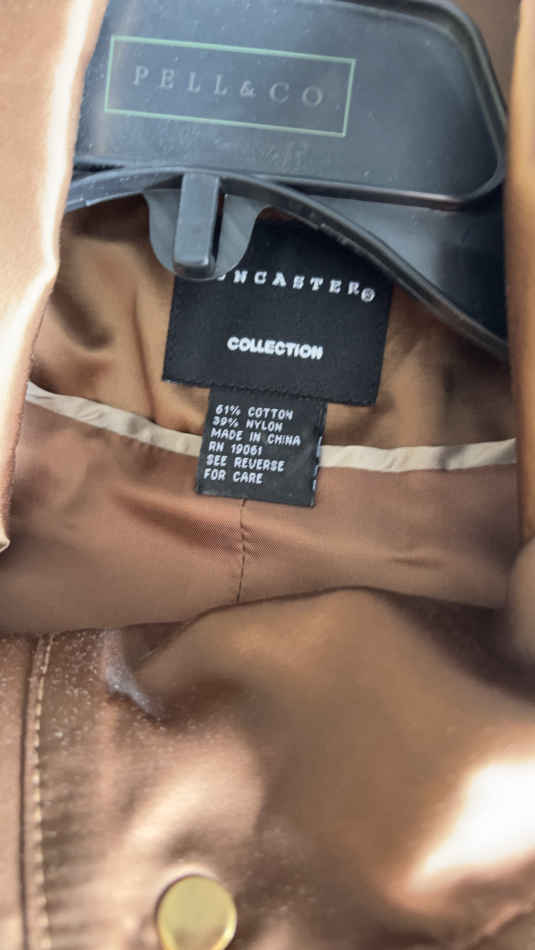 PELL&CO
NCASTER®
COLLECTION
61% COTTON
39% NYLON
MADE IN CHINA
RN 19061
SEE REVERSE
FOR CARE